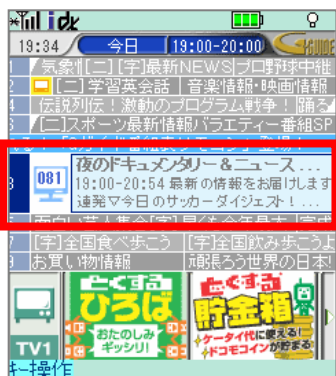 19:34
今日
19:00-20:00
G-GUIDE
気象![二][字]最新NEWS
プロ野球中継
[二]学習英会話
音楽情報・映画情報
伝説列伝!激動のプログラム戦争!踊る
[二]スポーツ最新情報バラエティー番組SP
081
夜のドキュメンタリー&ニュース...
19:00-20:54 最新の情報をお届けします
連発▽今日のサッカーダイジェスト!...
7
[字]全国食べ歩こう
[字]全国飲み歩こう
8
お買い物情報
頑張ろう世界の日本!
TV1
とくする
ひろば
おたのしみ
ギッシリ!
とくする
貯金箱
ケータイ代に使える!
ドコモコインが貯まる
キー操作